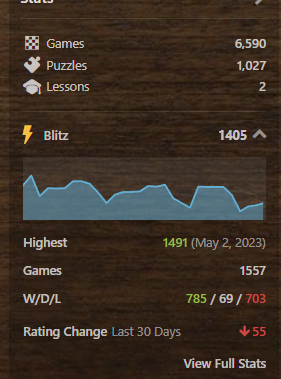 Stats
Games 6,590
Puzzles 1,027
Lessons 2
Blitz 1405
Highest 1491 (May 2, 2023)
Games 1557
W/D/L 785 / 69 / 703
Rating Change Last 30 Days 55
View Full Stats